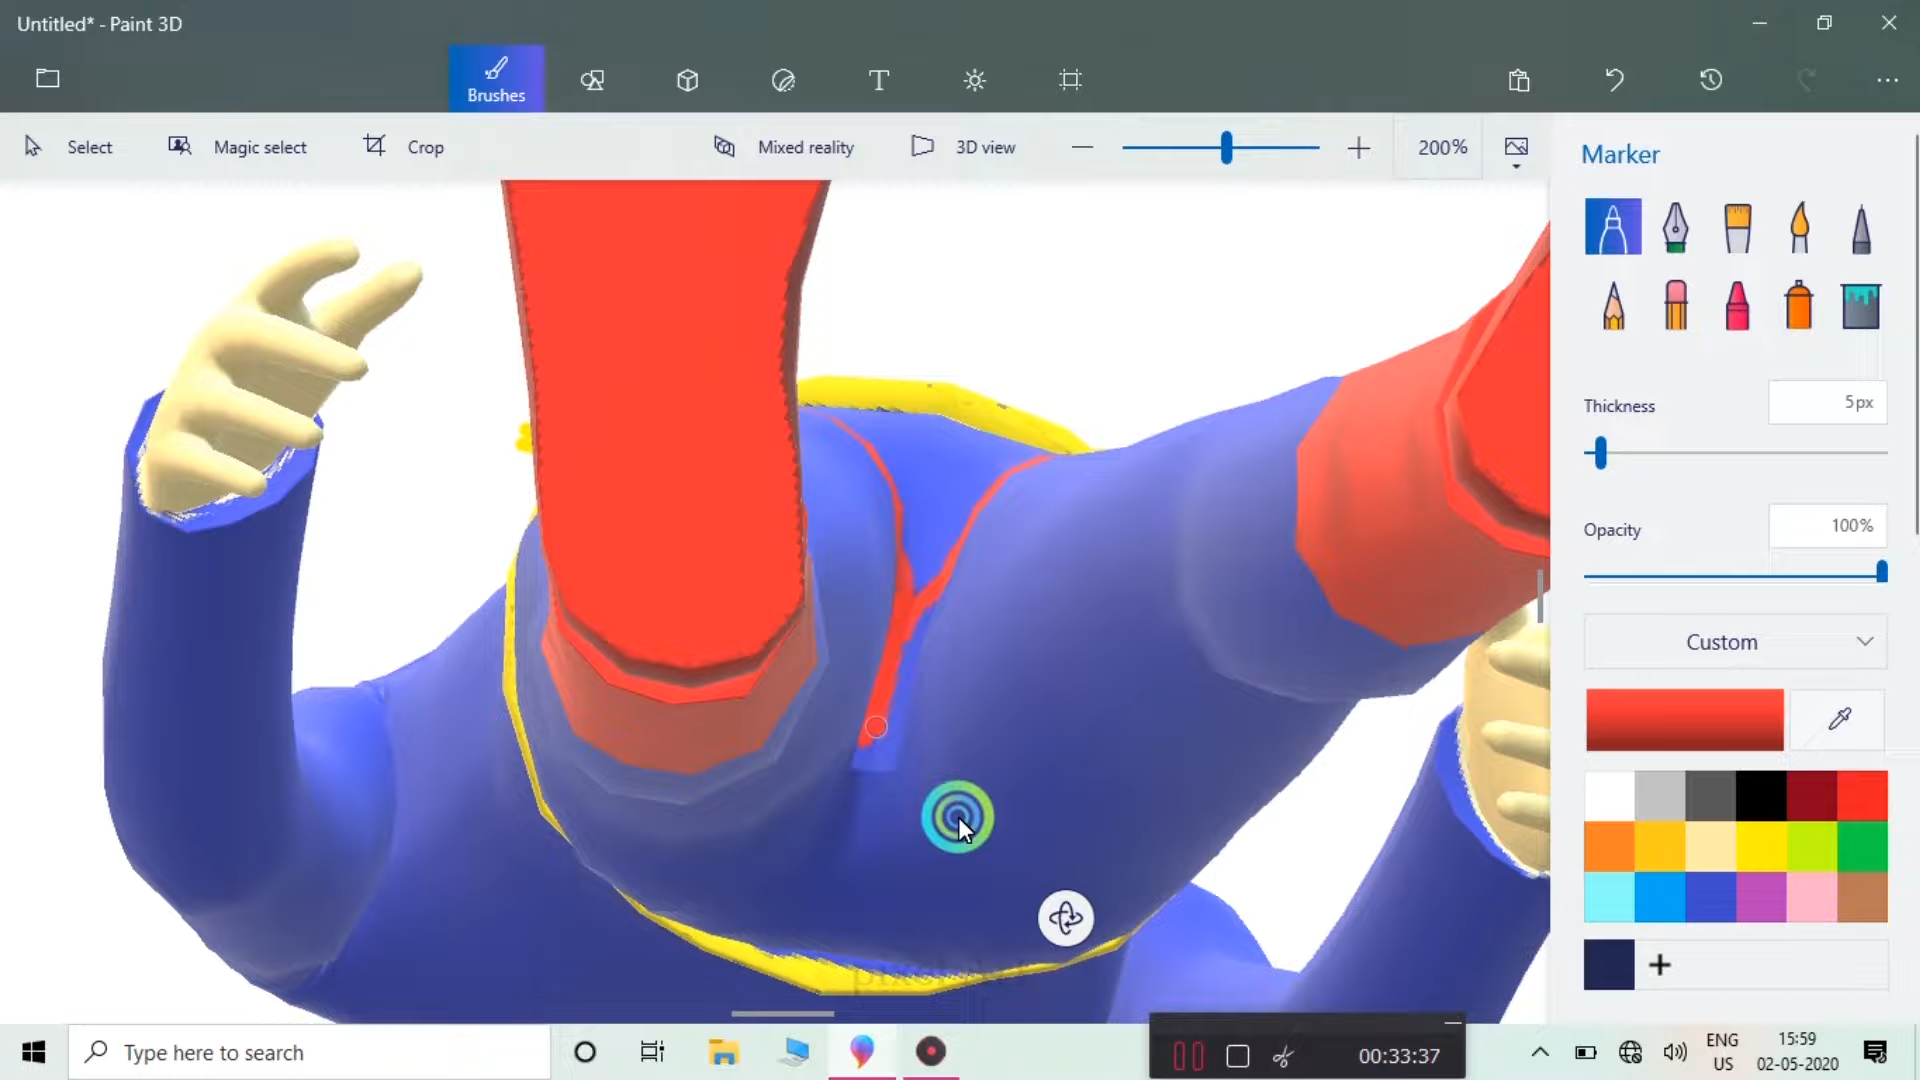 Untitled* - Paint 3D
Brushes
Select
Magic select
Crop
Mixed reality
3D view
200%
Marker
Thickness
5px
Opacity
100%
Custom
Type here to search
00:33:37
ENG
US
15:59
02-05-2020